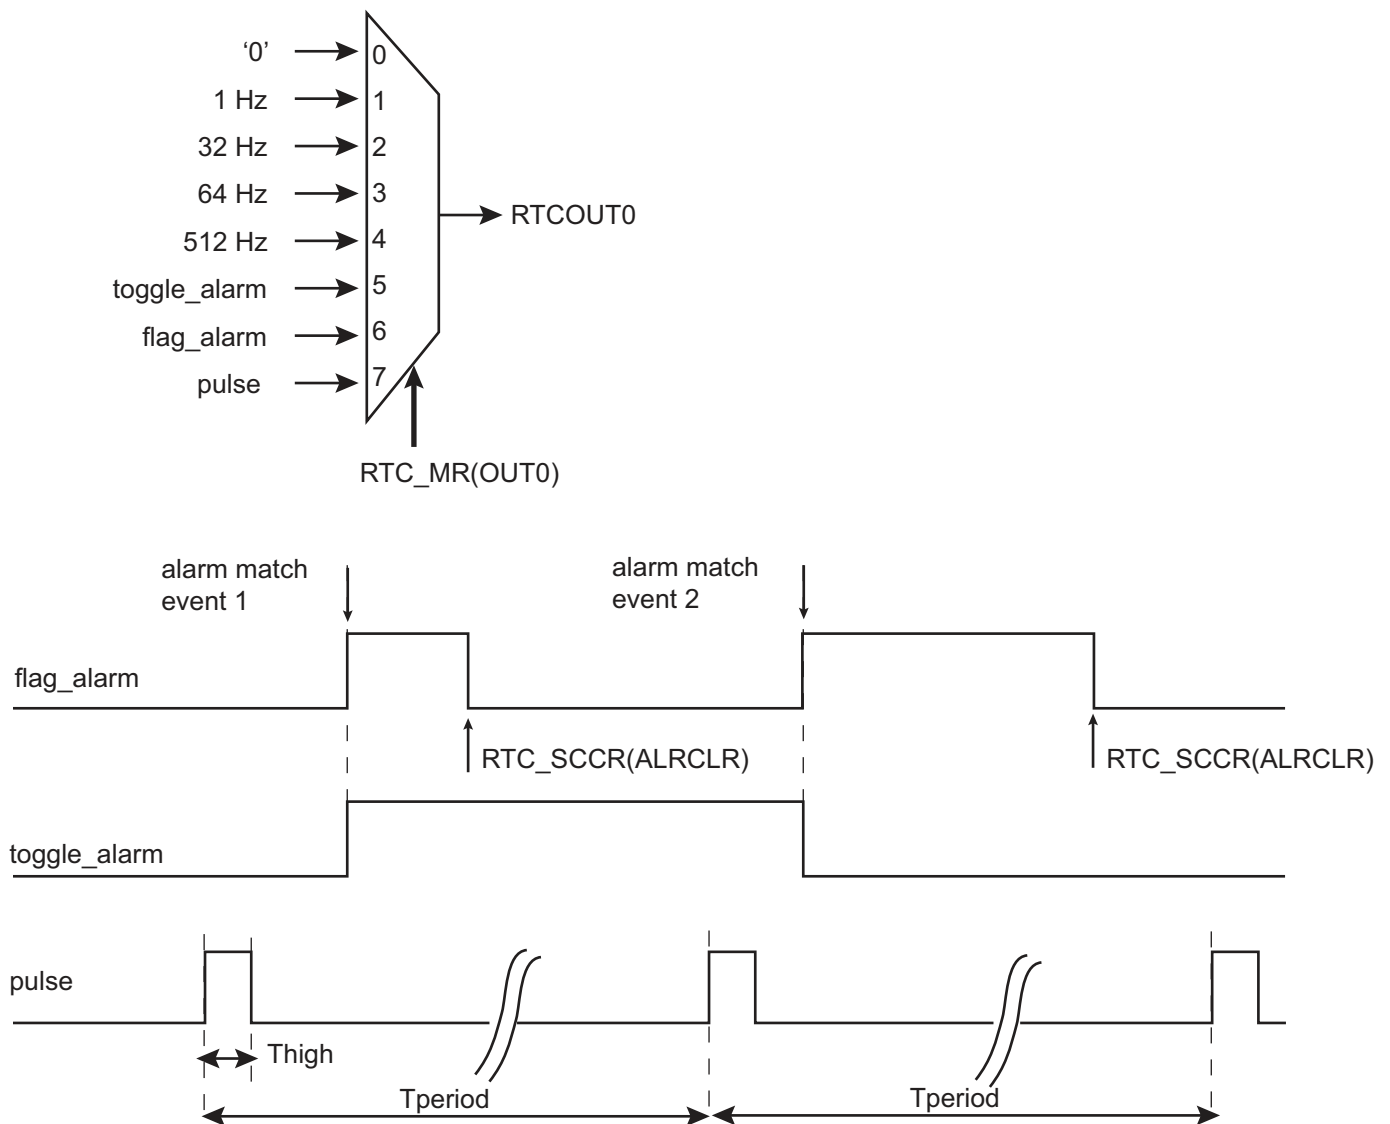 ‘0’
0
1 Hz
1
32 Hz
2
64 Hz
3
RTCOUT0
512 Hz
4
toggle_alarm
5
flag_alarm
6
pulse
7
RTC_MR(OUT0)
alarm match
event 1
alarm match
event 2
flag_alarm
RTC_SCCR(ALRCLR)
RTC_SCCR(ALRCLR)
toggle_alarm
pulse
Thigh
Tperiod
Tperiod